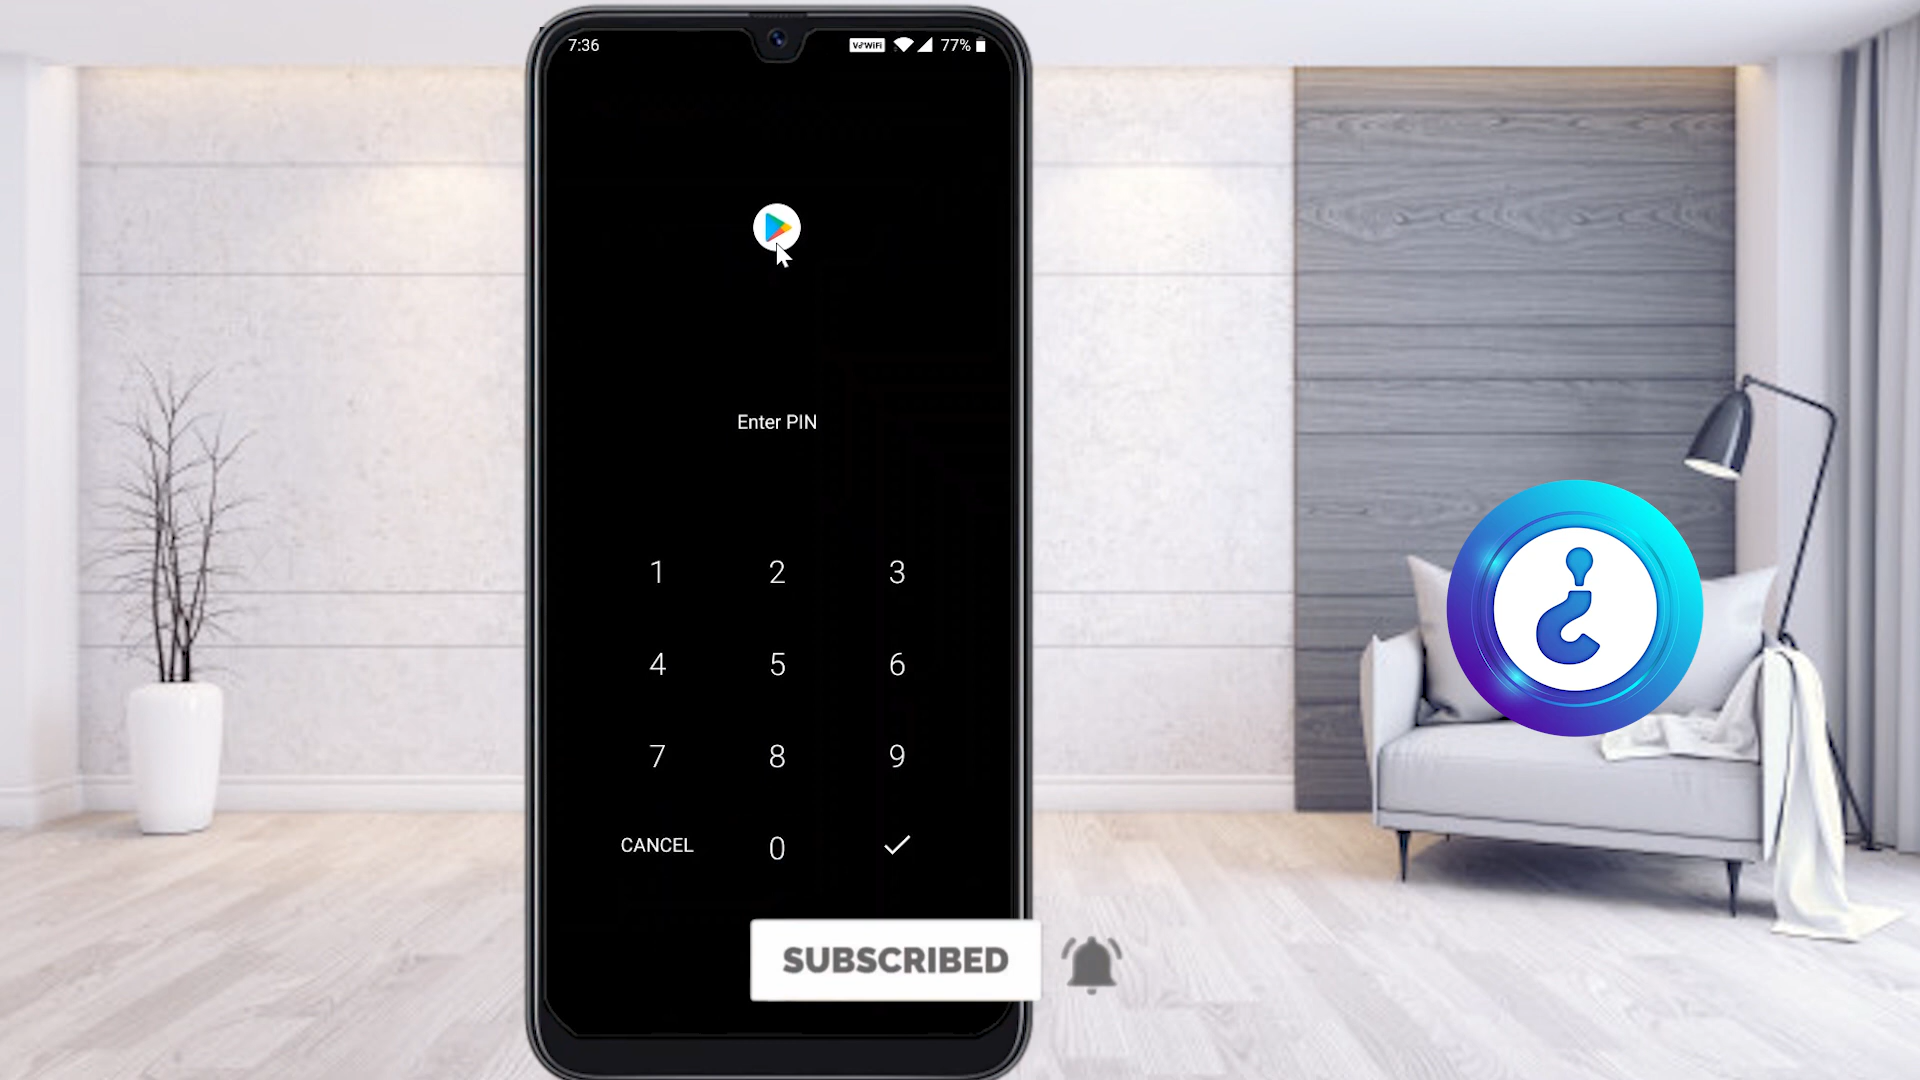 7:36
VoWiFi 77%
Enter PIN
1 2 3
4 5 6
7 8 9
CANCEL 0
SUBSCRIBED